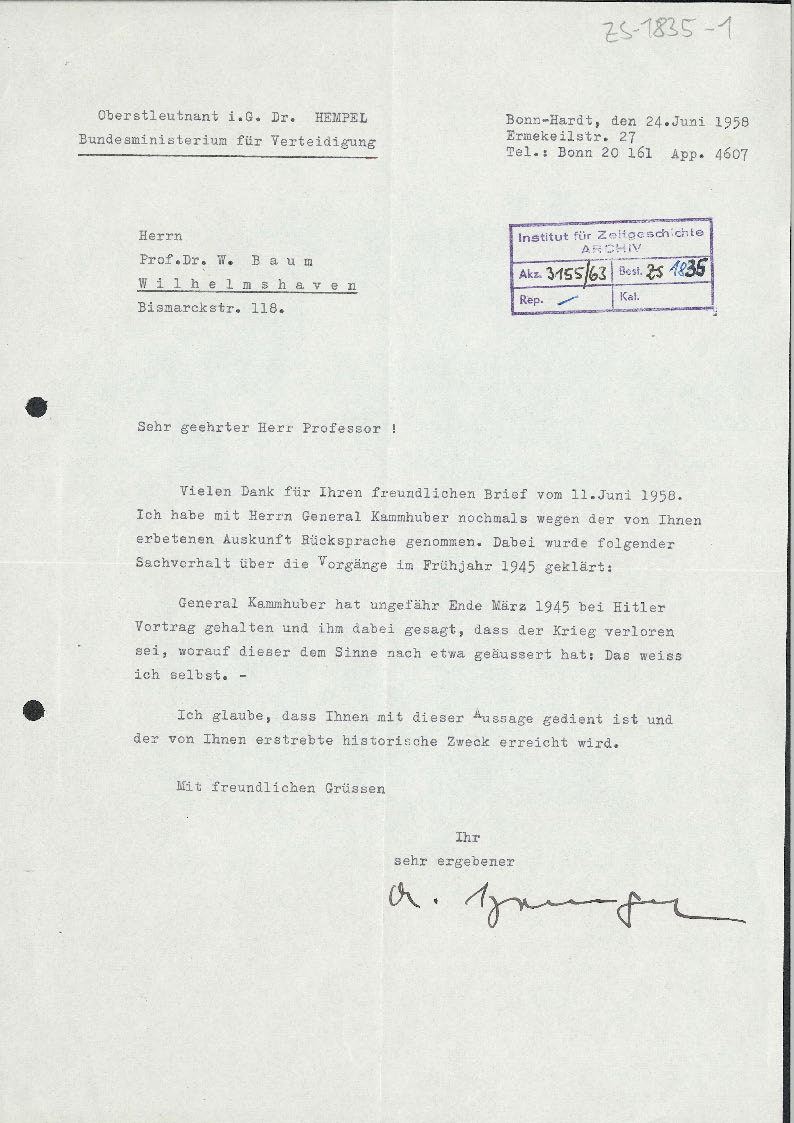 ZS-1835-1
Oberstleutnant i.G. Dr. HEMPEL
Bundesministerium für Verteidigung
Bonn-Hardt, den 24.Juni 1958
Ermekeilstr. 27
Tel.: Bonn 20 161 App. 4607
Herrn
Prof.Dr. W. B a u m
W i l h e l m s h a v e n
Bismarckstr. 118.
Institut für Zeitgeschichte
ARCHIV
Akz. 3155/63 Best. ZS 1835
Rep. Kat.
Sehr geehrter Herr Professor !
Vielen Dank für Ihren freundlichen Brief vom 11.Juni 1958.
Ich habe mit Herrn General Kammhuber nochmals wegen der von Ihnen
erbetenen Auskunft Rücksprache genommen. Dabei wurde folgender
Sachverhalt über die Vorgänge im Frühjahr 1945 geklärt:
General Kammhuber hat ungefähr Ende März 1945 bei Hitler
Vortrag gehalten und ihm dabei gesagt, dass der Krieg verloren
sei, worauf dieser dem Sinne nach etwa geäussert hat: Das weiss
ich selbst. -
Ich glaube, dass Ihnen mit dieser Aussage gedient ist und
der von Ihnen erstrebte historische Zweck erreicht wird.
Mit freundlichen Grüssen
Ihr
sehr ergebener